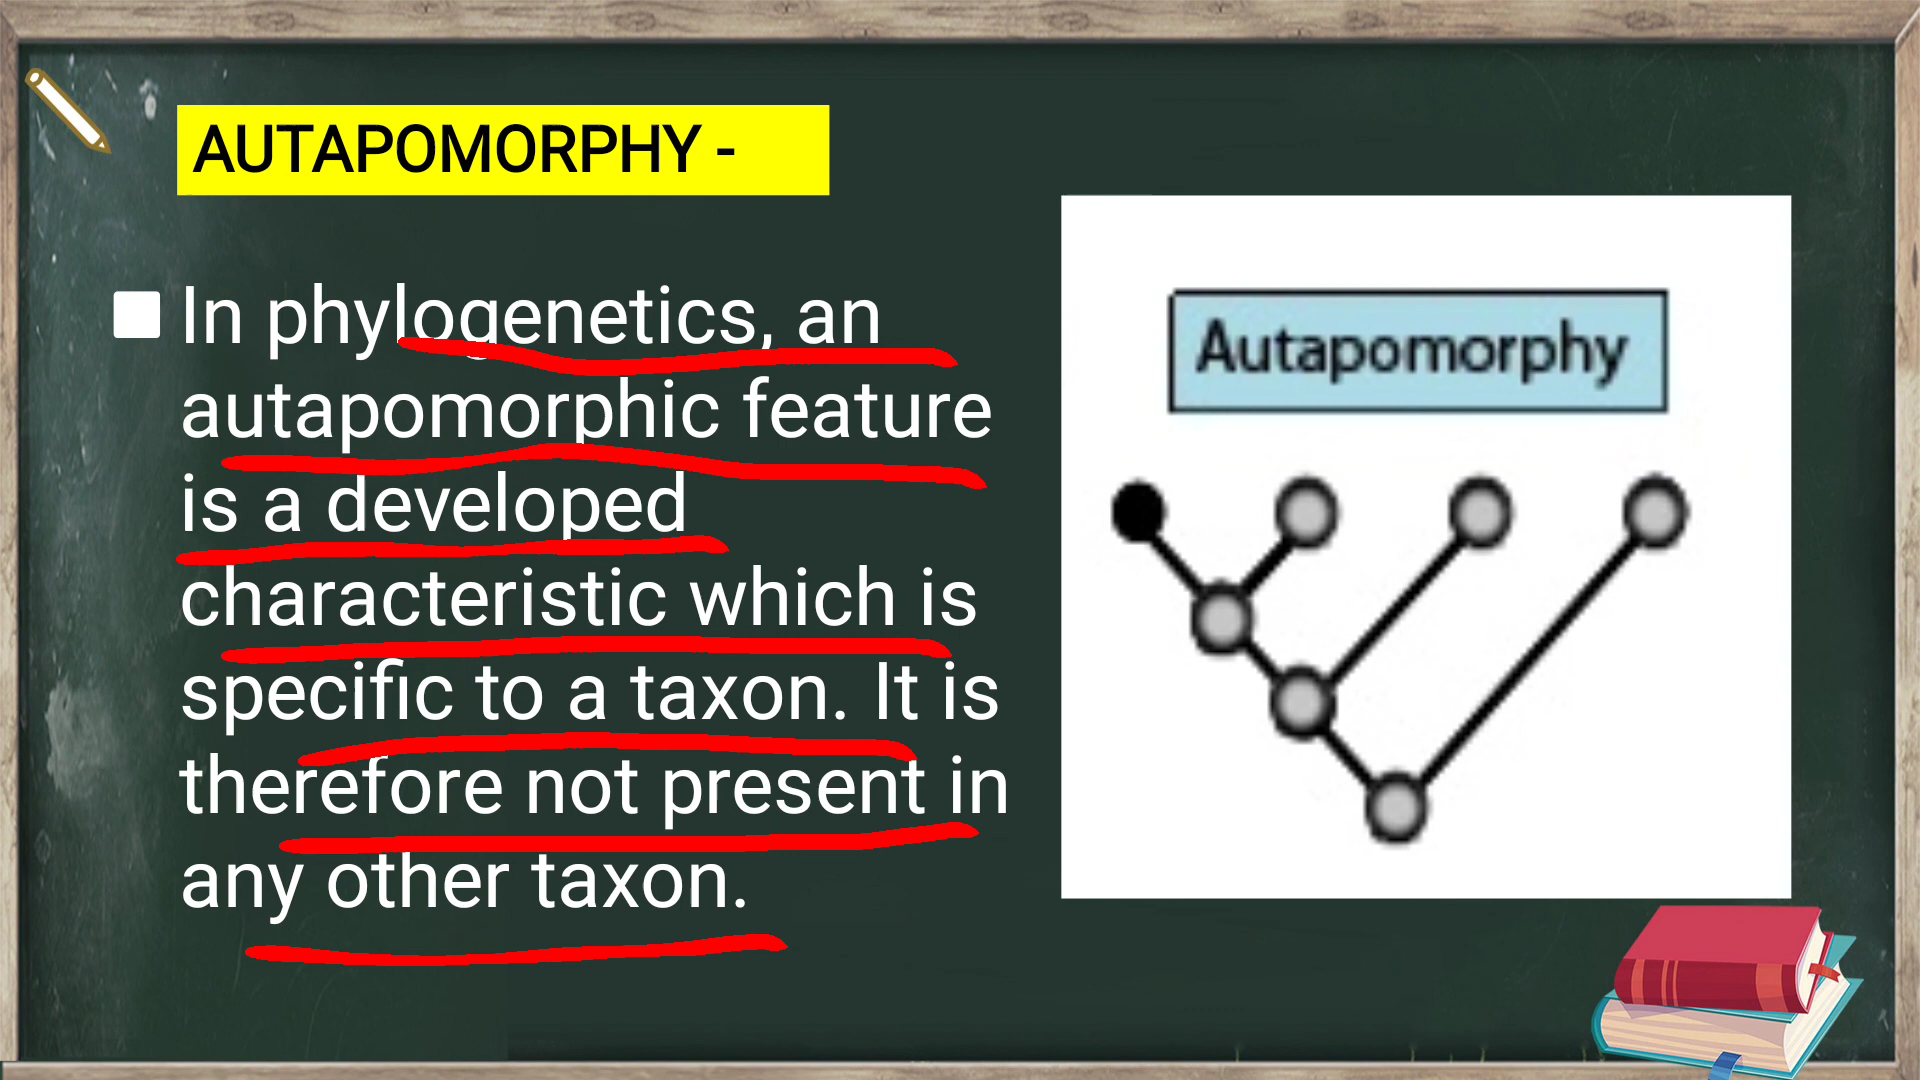 AUTAPOMORPHY -
In phylogenetics, an
autapomorphic feature
is a developed
characteristic which is
specific to a taxon. It is
therefore not present in
any other taxon.
Autapomorphy